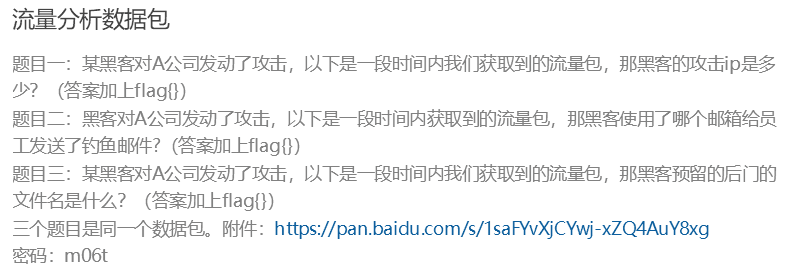 流量分析数据包
题目一：某黑客对A公司发动了攻击，以下是一段时间内我们获取到的流量包，那黑客的攻击ip是多
少？（答案加上flag{}）
题目二：黑客对A公司发动了攻击，以下是一段时间内获取到的流量包，那黑客使用了哪个邮箱给员
工发送了钓鱼邮件?（答案加上flag{}）
题目三：某黑客对A公司发动了攻击，以下是一段时间内我们获取到的流量包，那黑客预留的后门的
文件名是什么？（答案加上flag{}）
三个题目是同一个数据包。附件：https://pan.baidu.com/s/1saFYvXjCYwj-xZQ4AuY8xg
密码：m06t